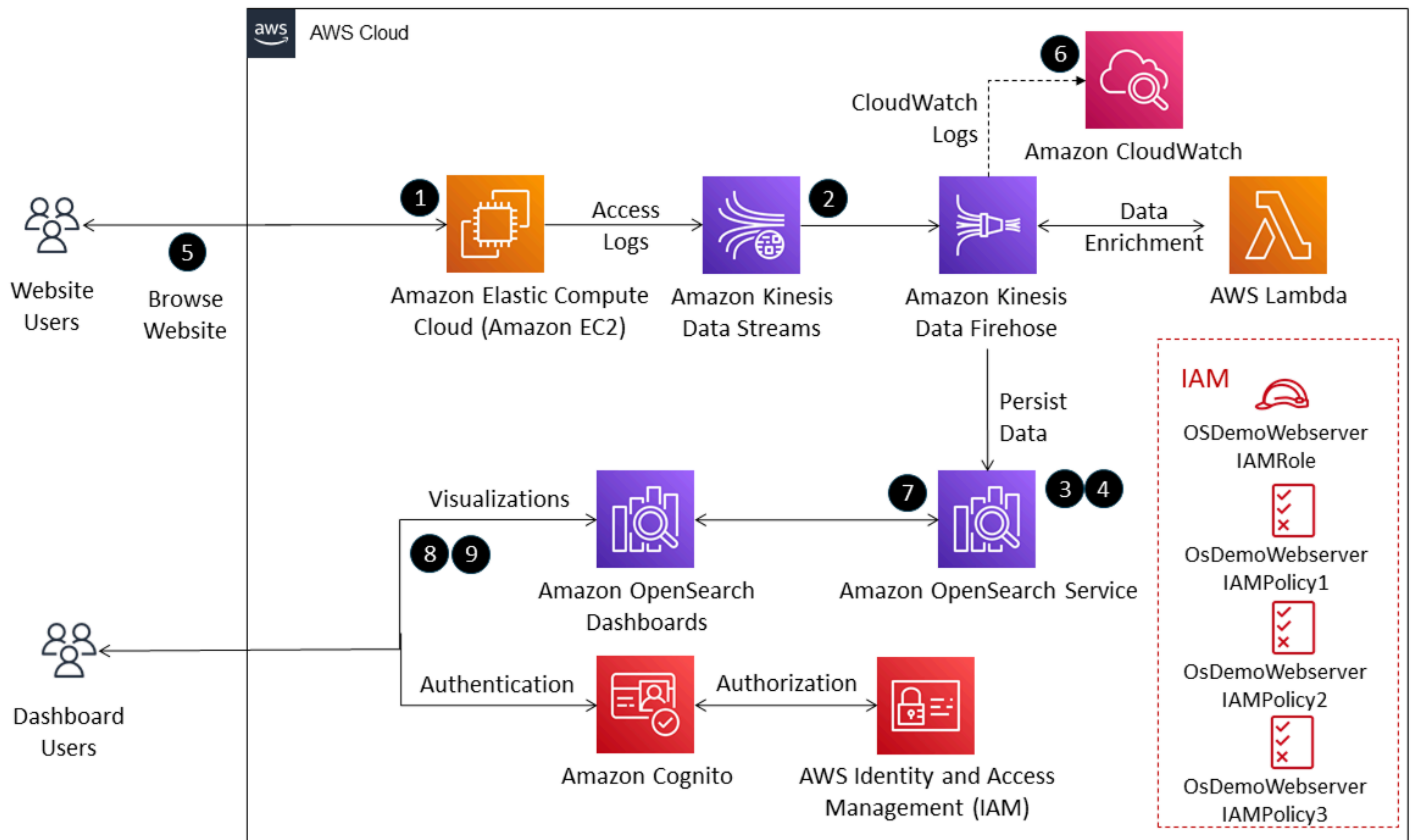 aws
AWS Cloud
6
CloudWatch
Logs
Amazon CloudWatch
1
Access
Logs
2
Data
Enrichment
5
Website
Users
Browse
Website
Amazon Elastic Compute
Cloud (Amazon EC2)
Amazon Kinesis
Data Streams
Amazon Kinesis
Data Firehose
AWS Lambda
Persist
Data
IAM
OSDemoWebserver
IAMRole
OsDemoWebserver
IAMPolicy1
OsDemoWebserver
IAMPolicy2
OsDemoWebserver
IAMPolicy3
Visualizations
8 9
7
3 4
Amazon OpenSearch
Dashboards
Amazon OpenSearch Service
Dashboard
Users
Authentication
Authorization
Amazon Cognito
AWS Identity and Access
Management (IAM)